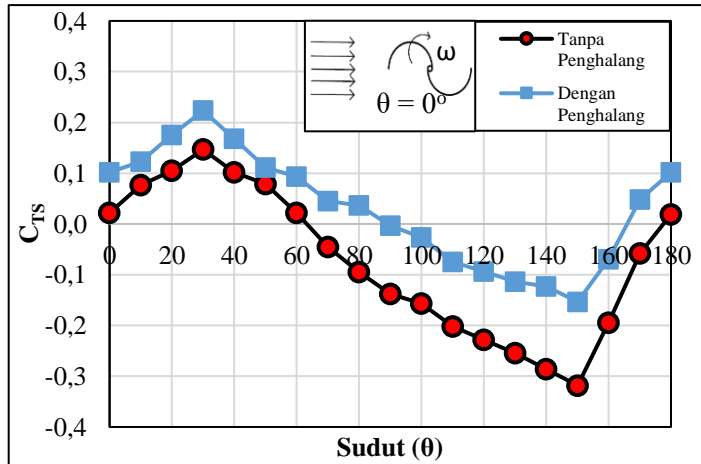 0,4
0,3
0,2
0,1
0,0
-0,1
-0,2
-0,3
-0,4
C_TS
0 20 40 60 80 100 120 140 160 180
Sudut (θ)
ω
θ = 0°
Tanpa
Penghalang
Dengan
Penghalang